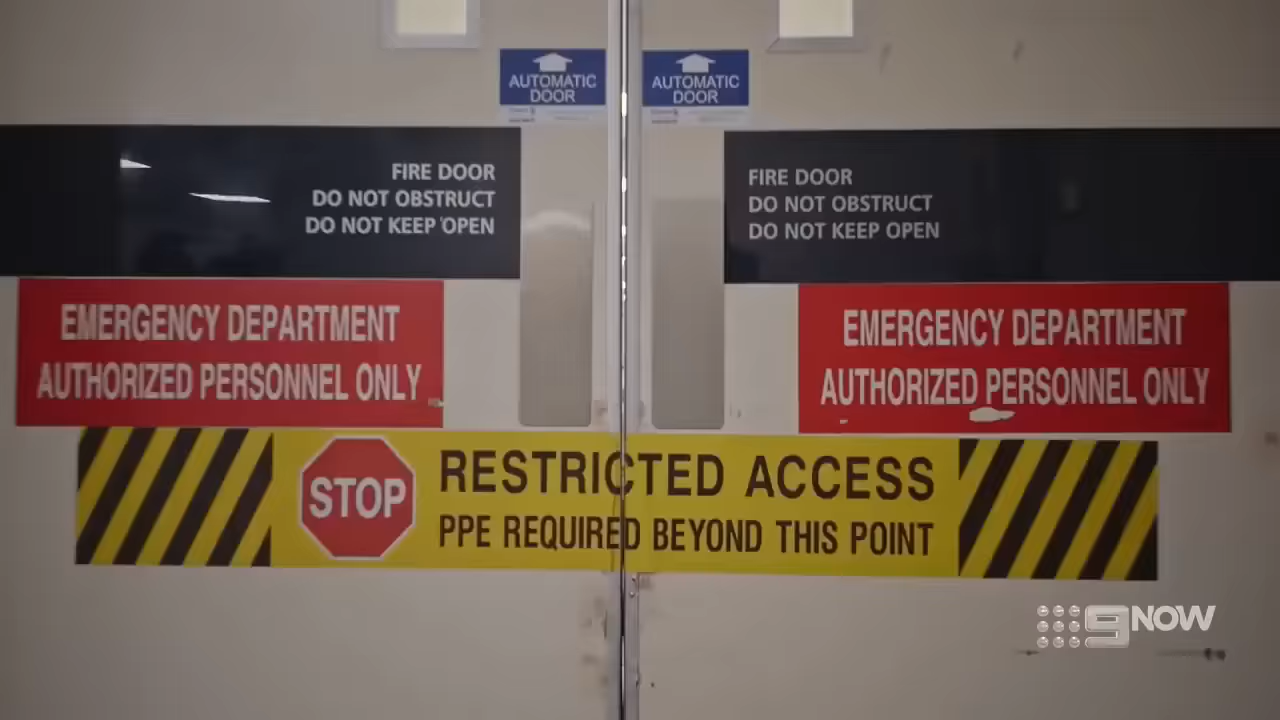 AUTOMATIC
DOOR
AUTOMATIC
DOOR
FIRE DOOR
DO NOT OBSTRUCT
DO NOT KEEP OPEN
FIRE DOOR
DO NOT OBSTRUCT
DO NOT KEEP OPEN
EMERGENCY DEPARTMENT
AUTHORIZED PERSONNEL ONLY
EMERGENCY DEPARTMENT
AUTHORIZED PERSONNEL ONLY
STOP
RESTRICTED ACCESS
PPE REQUIRED BEYOND THIS POINT
9NOW